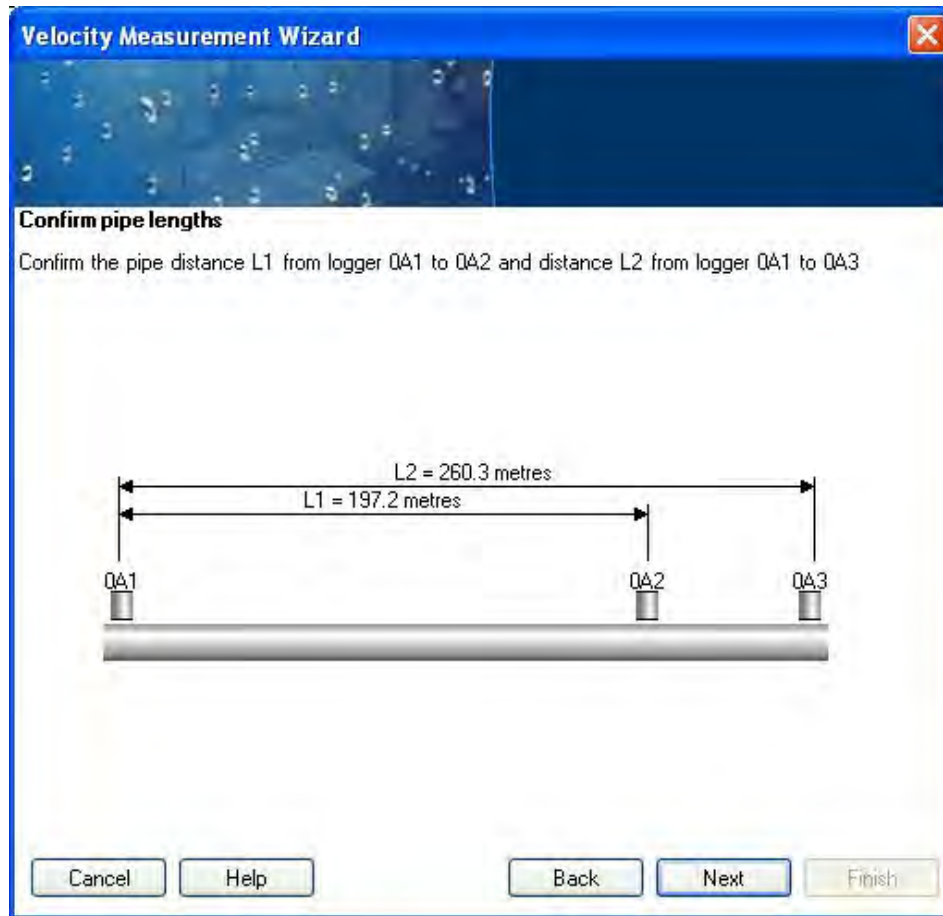 Velocity Measurement Wizard
Confirm pipe lengths
Confirm the pipe distance L1 from logger 0A1 to 0A2 and distance L2 from logger 0A1 to 0A3
L2 = 260.3 metres
L1 = 197.2 metres
0A1 0A2 0A3
Cancel Help Back Next Finish